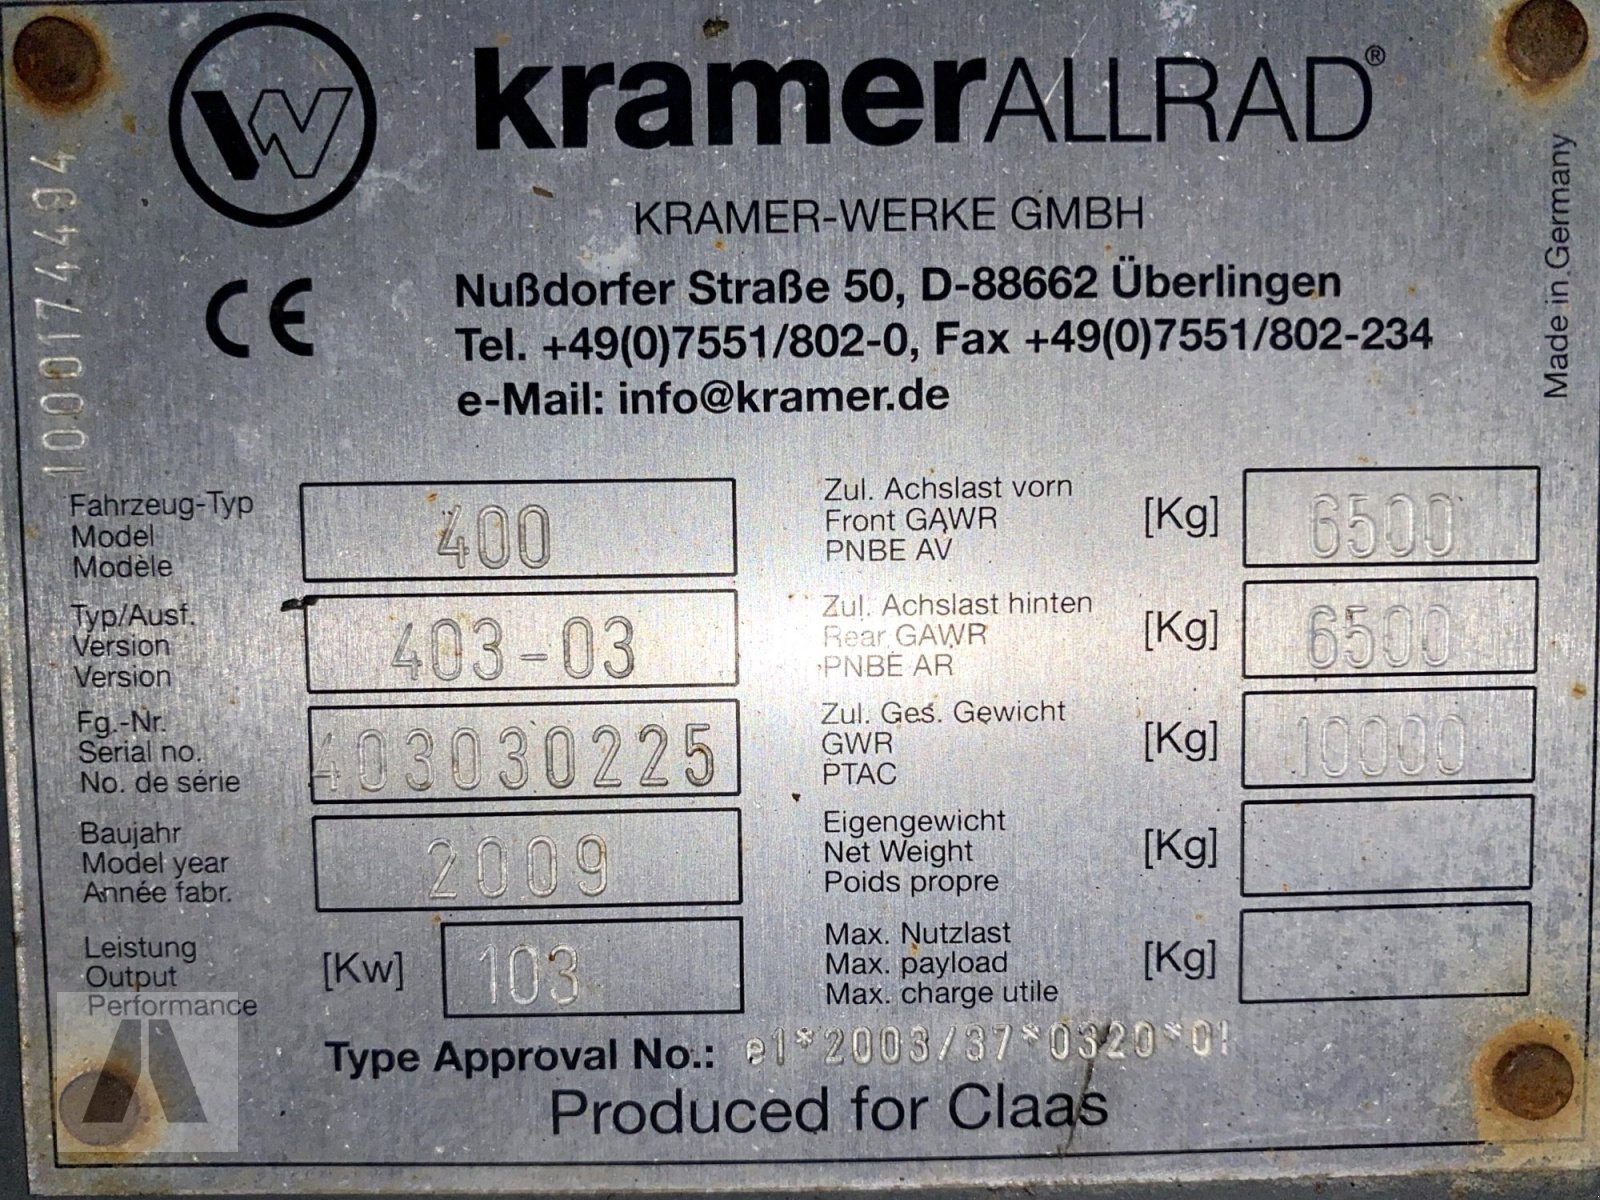 kramerALLRAD®
KRAMER-WERKE GMBH
Nußdorfer Straße 50, D-88662 Überlingen
Tel. +49(0)7551/802-0, Fax +49(0)7551/802-234
e-Mail: info@kramer.de
CE
1000174494
Made in Germany
Fahrzeug-Typ
Model
Modèle
400
Typ/Ausf.
Version
Version
403-03
Fg.-Nr.
Serial no.
No. de série
403030225
Baujahr
Model year
Année fabr.
2009
Leistung
Output
Performance
[Kw] 103
Zul. Achslast vorn
Front GAWR
PNBE AV
[Kg] 6500
Zul. Achslast hinten
Rear GAWR
PNBE AR
[Kg] 6500
Zul. Ges. Gewicht
GWR
PTAC
[Kg] 10000
Eigengewicht
Net Weight
Poids propre
[Kg]
Max. Nutzlast
Max. payload
Max. charge utile
[Kg]
Type Approval No.: e1*2003/37*0320*01
Produced for Claas